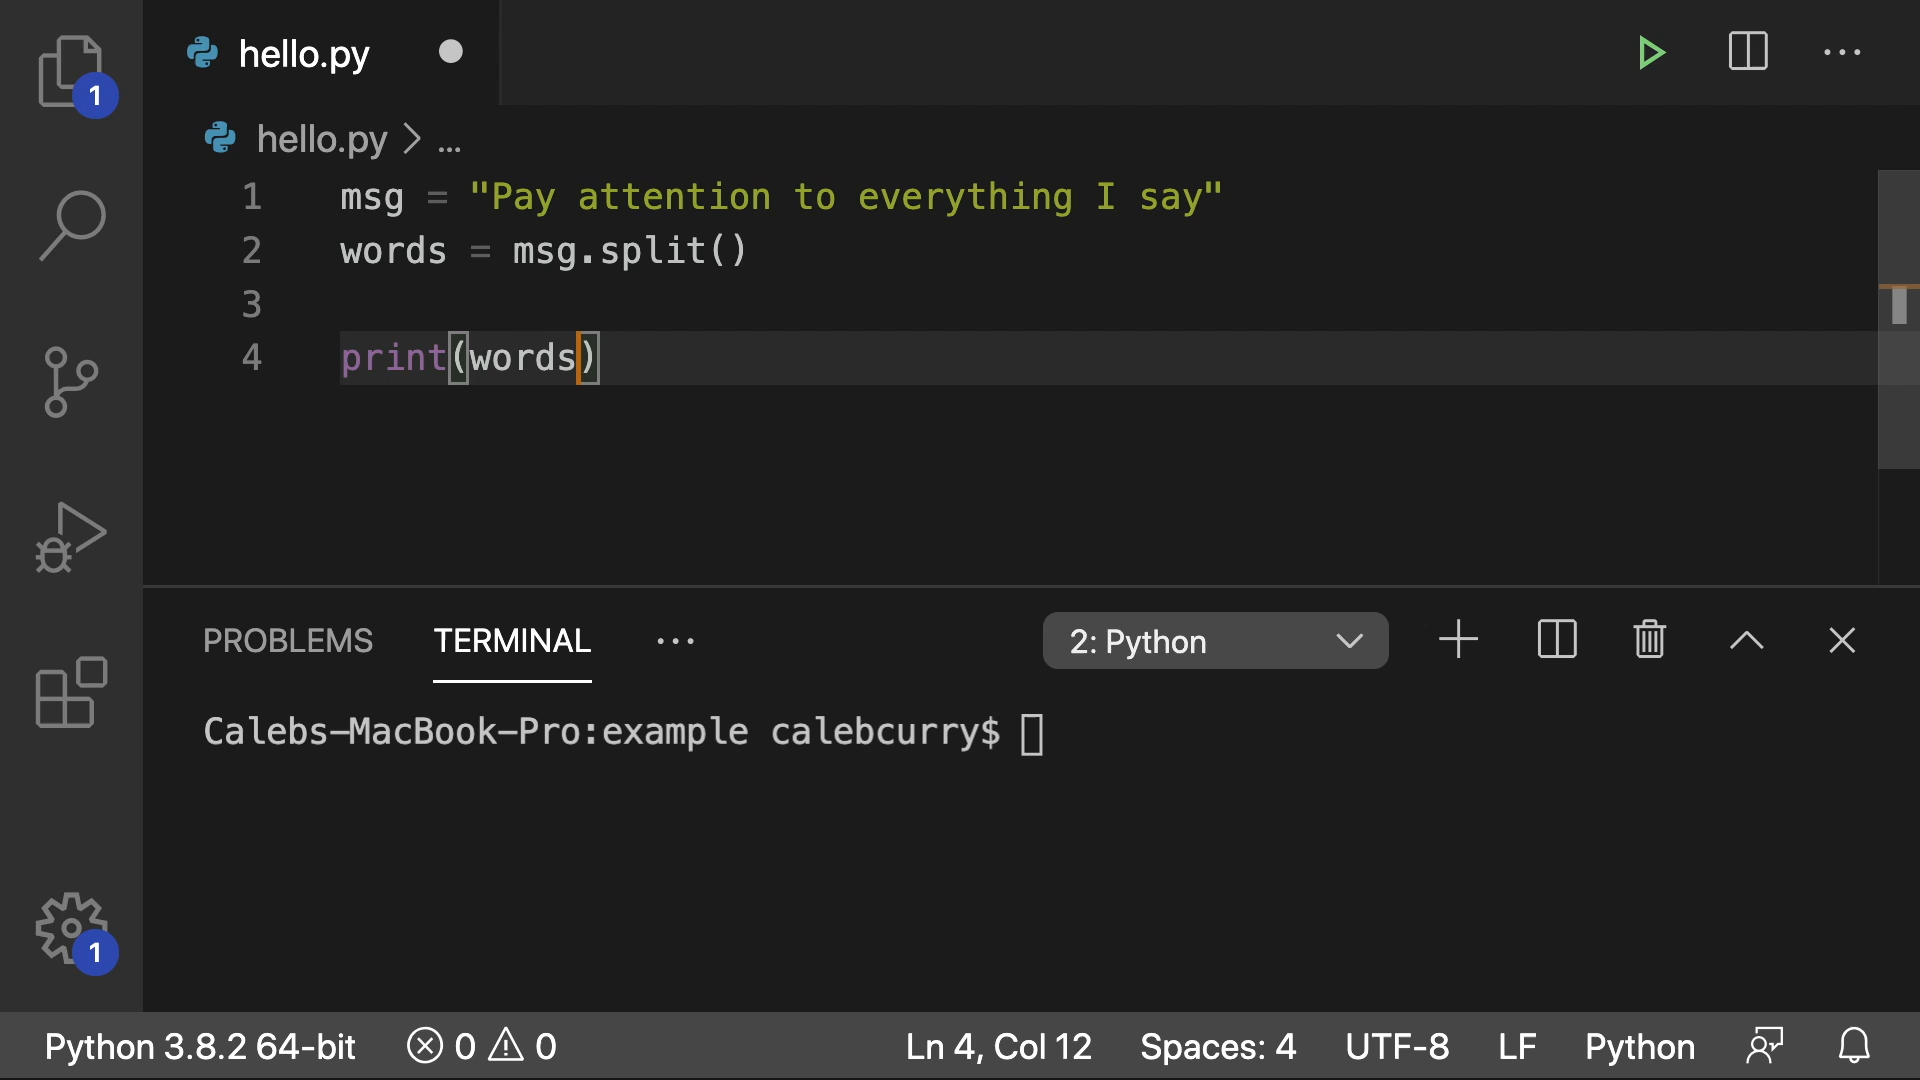 hello.py
hello.py > ...
1 msg = "Pay attention to everything I say"
2 words = msg.split()
3
4 print(words)
1
1
PROBLEMS TERMINAL ... 2: Python
Calebs-MacBook-Pro:example calebcurry$
Python 3.8.2 64-bit 0 0 Ln 4, Col 12 Spaces: 4 UTF-8 LF Python